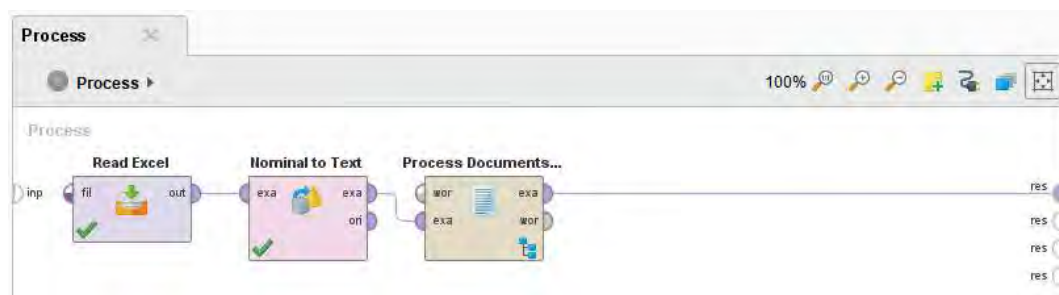 Process
Process
100%
Process
Read Excel
Nominal to Text
Process Documents...
inp
fil
out
exa
exa
ori
wor
exa
exa
wor
res
res
res
res